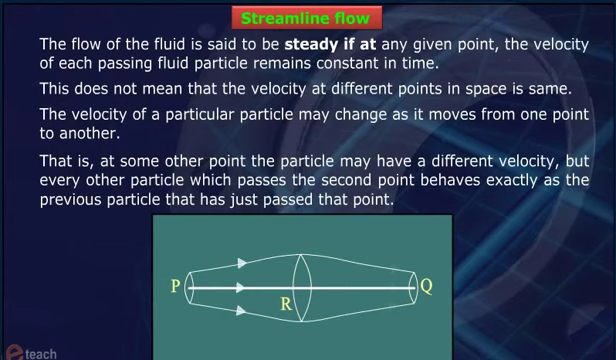 Streamline flow
The flow of the fluid is said to be steady if at any given point, the velocity
of each passing fluid particle remains constant in time.
This does not mean that the velocity at different points in space is same.
The velocity of a particular particle may change as it moves from one point
to another.
That is, at some other point the particle may have a different velocity, but
every other particle which passes the second point behaves exactly as the
previous particle that has just passed that point.
P
R
Q
e teach